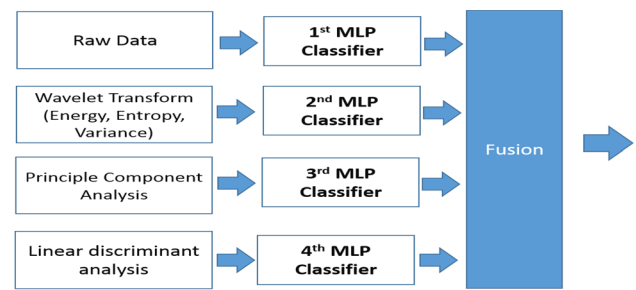 Raw Data
1st MLP
Classifier
Wavelet Transform
(Energy, Entropy,
Variance)
2nd MLP
Classifier
Principle Component
Analysis
3rd MLP
Classifier
Linear discriminant
analysis
4th MLP
Classifier
Fusion